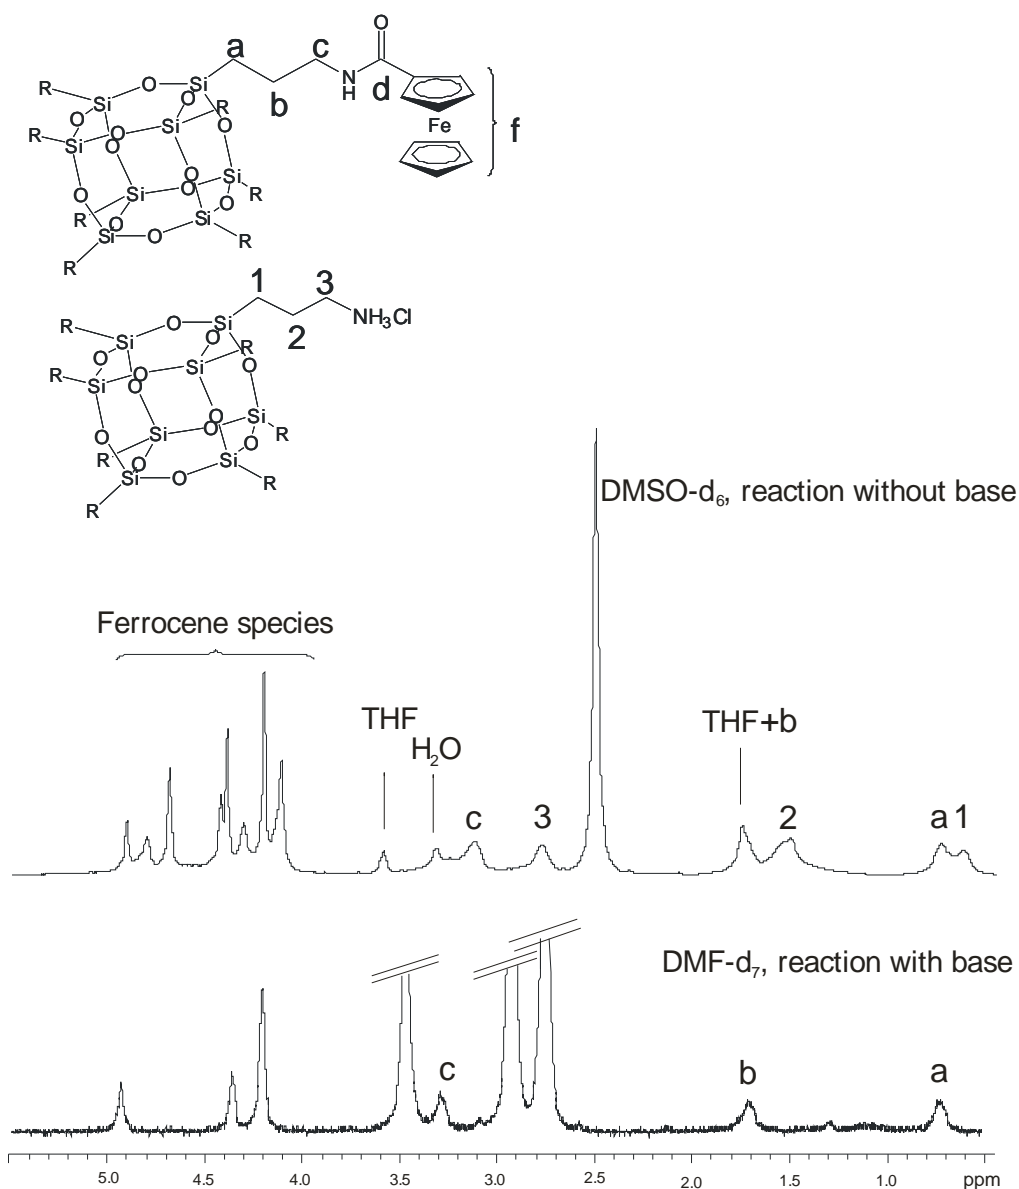 a
c
O
b
N
H
d
Fe
f
R
Si
O
Si
O
O
R
Si
O
R
Si
O
O
O
O
Si
R
Si
O
R
O
O
Si
R
Si
O
R
R
1
3
2
NH₃Cl
R
Si
O
Si
O
O
R
Si
O
R
Si
O
O
O
O
Si
R
Si
O
R
O
O
Si
R
Si
O
R
R
DMSO-d₆, reaction without base
Ferrocene species
THF
H₂O
c
3
THF+b
2
a 1
DMF-d₇, reaction with base
c
b
a
5.0 4.5 4.0 3.5 3.0 2.5 2.0 1.5 1.0 ppm